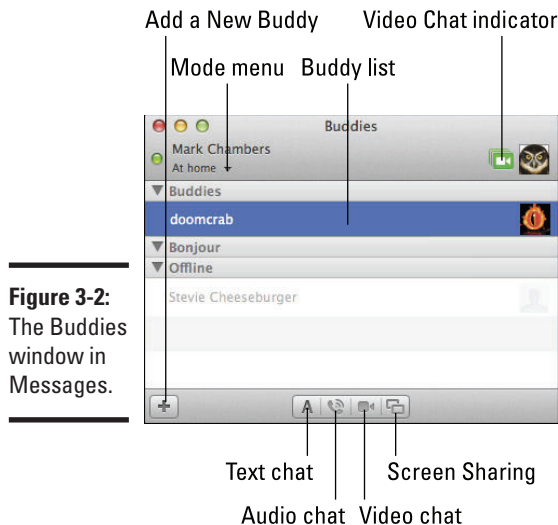 Add a New Buddy
Video Chat indicator
Mode menu
Buddy list
Buddies
Mark Chambers
At home
Buddies
doomcrab
Bonjour
Offline
Stevie Cheeseburger
Figure 3-2:
The Buddies
window in
Messages.
A
Text chat
Screen Sharing
Audio chat
Video chat